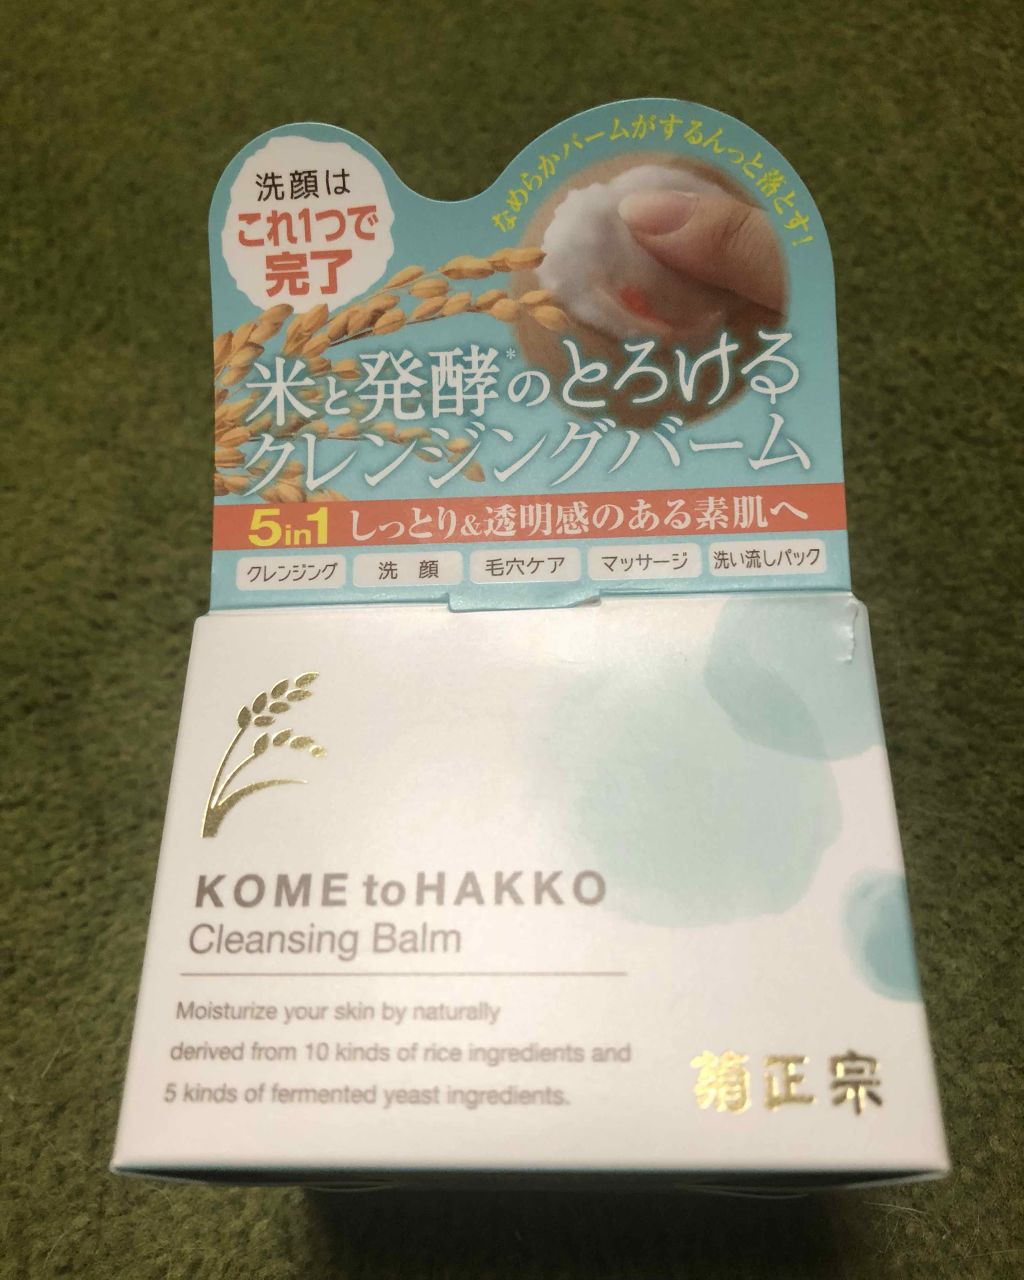 なめらかバームがするんっと落とす!
洗顔は
これ1つで
完了
米と発酵*のとろける
クレンジングバーム
5in1 しっとり&透明感のある素肌へ
クレンジング 洗顔 毛穴ケア マッサージ 洗い流しパック
KOME to HAKKO
Cleansing Balm
Moisturize your skin by naturally
derived from 10 kinds of rice ingredients and
5 kinds of fermented yeast ingredients.
菊正宗